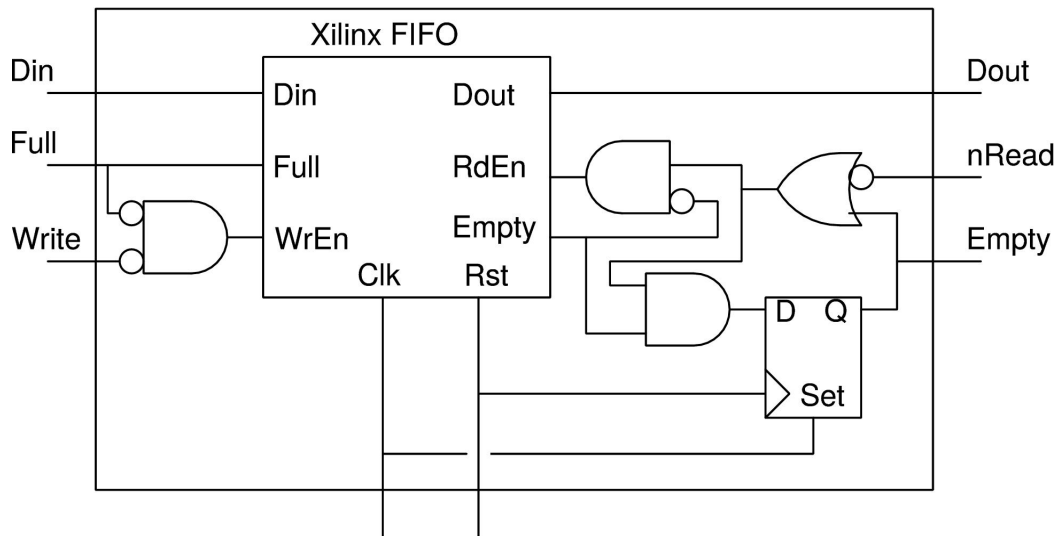 Xilinx FIFO
Din
Din
Dout
Dout
Full
Full
RdEn
nRead
Write
WrEn
Empty
Empty
Clk
Rst
D
Q
Set